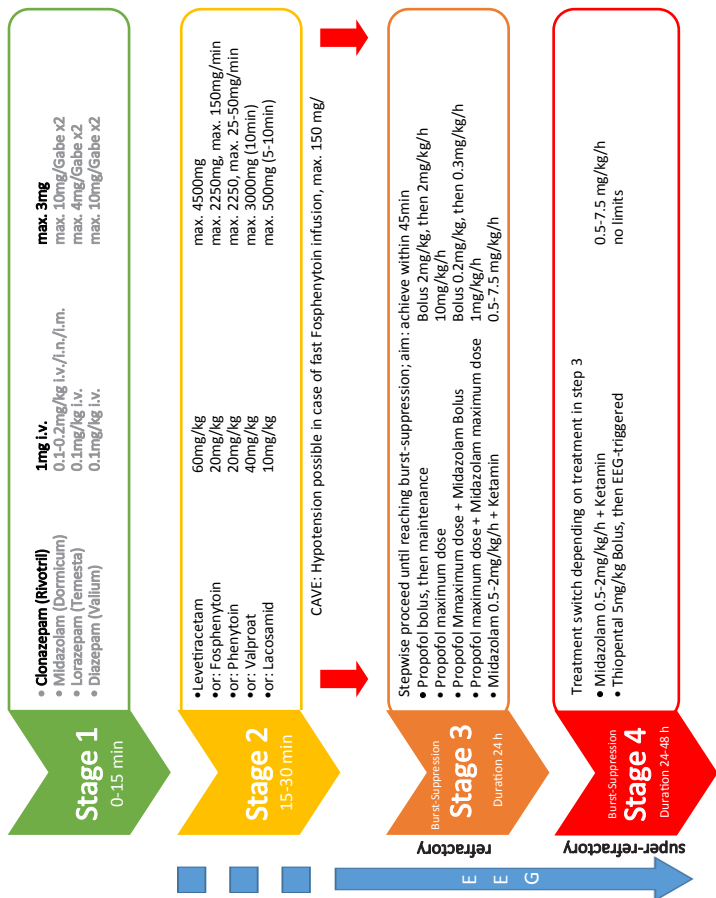 Stage 1
0-15 min
• Clonazepam (Rivotril) 1mg i.v. max. 3mg
• Midazolam (Dormicum) 0.1-0.2mg/kg i.v./i.n./i.m. max. 10mg/Gabe x2
• Lorazepam (Temesta) 0.1mg/kg i.v. max. 4mg/Gabe x2
• Diazepam (Valium) 0.1mg/kg i.v. max. 10mg/Gabe x2
Stage 2
15-30 min
•Levetiracetam 60mg/kg max. 4500mg
•or: Fosphenytoin 20mg/kg max. 2250mg, max. 150mg/min
•or: Phenytoin 20mg/kg max. 2250, max. 25-50mg/min
•or: Valproat 40mg/kg max. 3000mg (10min)
•or: Lacosamid 10mg/kg max. 500mg (5-10min)
CAVE: Hypotension possible in case of fast Fosphenytoin infusion, max. 150 mg/
refractory
Burst-Suppression
Stage 3
Duration 24 h
Stepwise proceed until reaching burst-suppression; aim: achieve within 45min
• Propofol bolus, then maintenance Bolus 2mg/kg, then 2mg/kg/h
• Propofol maximum dose 10mg/kg/h
• Propofol Mmaximum dose + Midazolam Bolus Bolus 0.2mg/kg, then 0.3mg/kg/h
• Propofol maximum dose + Midazolam maximum dose 1mg/kg/h
• Midazolam 0.5-2mg/kg/h + Ketamin 0.5-7.5 mg/kg/h
super-refractory
Burst-Suppression
Stage 4
Duration 24-48 h
Treatment switch depending on treatment in step 3
• Midazolam 0.5-2mg/kg/h + Ketamin 0.5-7.5 mg/kg/h
• Thiopental 5mg/kg Bolus, then EEG-triggered no limits
E E G